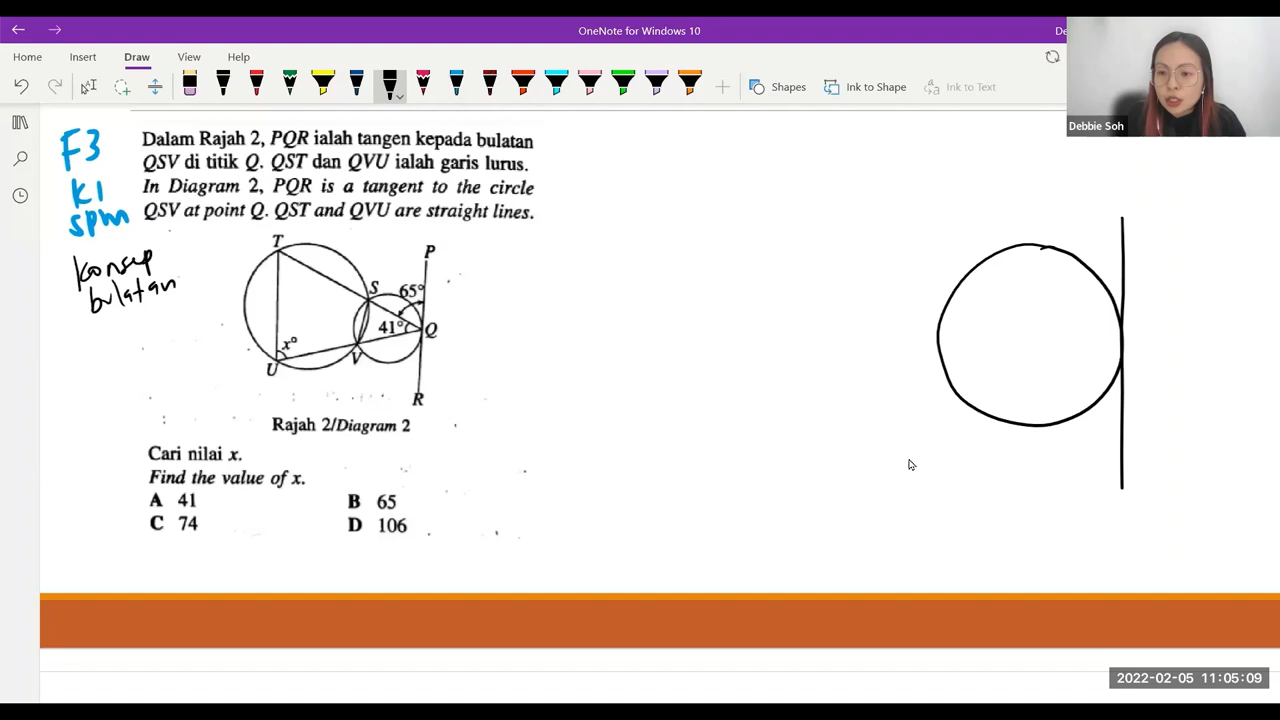 OneNote for Windows 10
De
Home Insert Draw View Help
Shapes Ink to Shape Ink to Text
Debbie Soh
F3
K1
spm
konsep
bulatan
Dalam Rajah 2, PQR ialah tangen kepada bulatan
QSV di titik Q. QST dan QVU ialah garis lurus.
In Diagram 2, PQR is a tangent to the circle
QSV at point Q. QST and QVU are straight lines.
T
P
S 65°
41° Q
x°
V
U
R
Rajah 2/Diagram 2
Cari nilai x.
Find the value of x.
A 41 B 65
C 74 D 106
2022-02-05 11:05:09